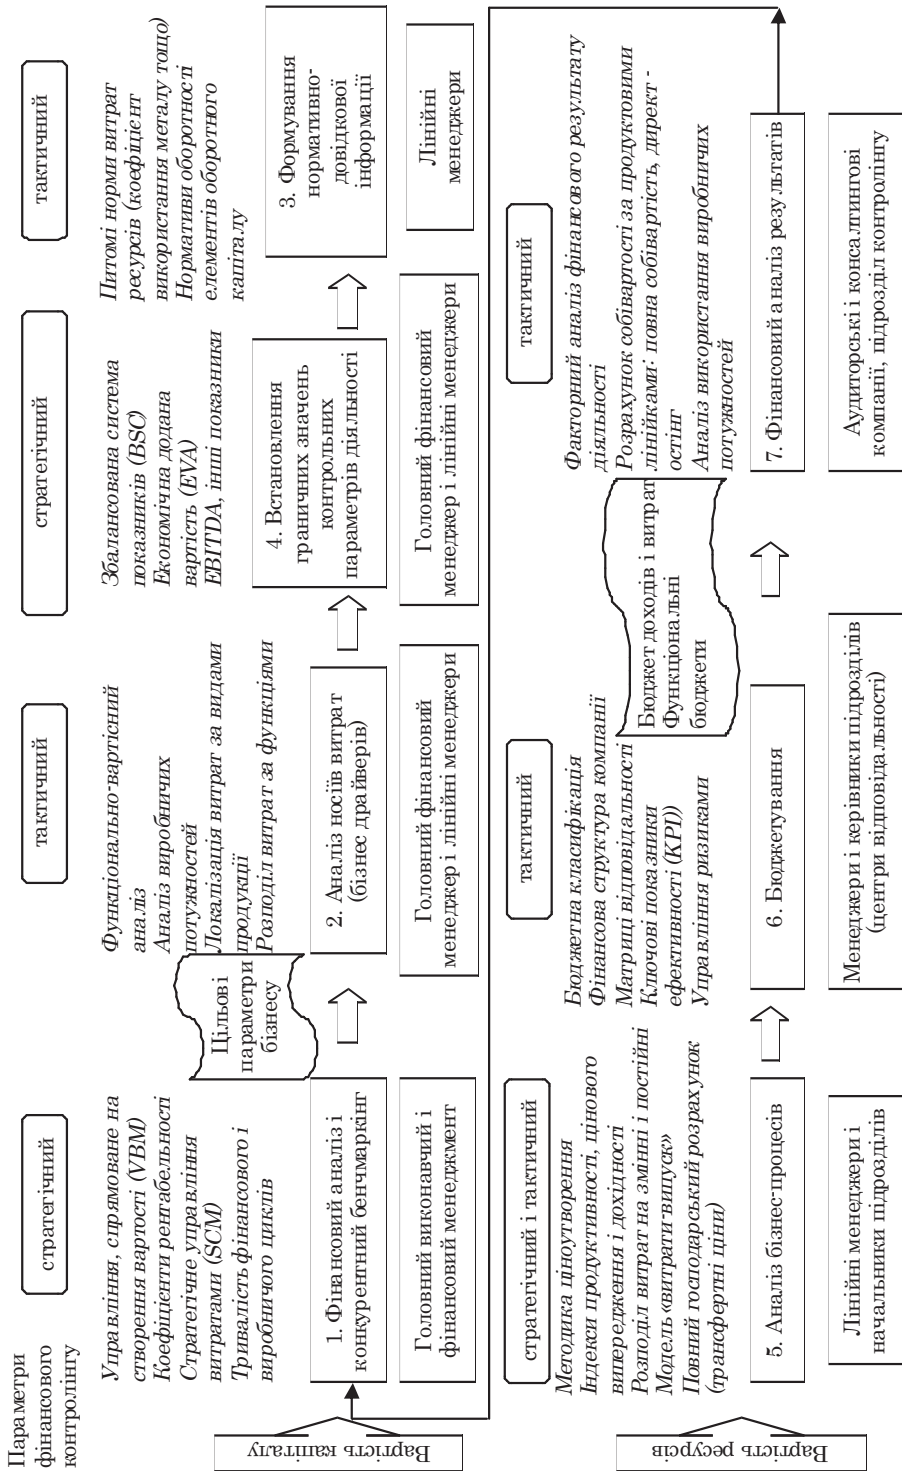 Параметри
фінансового
контролінгу
стратегічний
Управління, спрямоване на
створення вартості (VBM)
Коефіцієнти рентабельності
Стратегічне управління
витратами (SCM)
Тривалість фінансового і
виробничого циклів
1. Фінансовий аналіз і
конкурентний бенчмаркінг
Головний виконавчий і
фінансовий менеджмент
Вартість капіталу
Цільові
параметри
бізнесу
тактичний
Функціонально-вартісний
аналіз
Аналіз виробничих
потужностей
Локалізація витрат за видами
продукції
Розподіл витрат за функціями
2. Аналіз носіїв витрат
(бізнес драйверів)
Головний фінансовий
менеджер і лінійні менеджери
стратегічний
Збалансована система
показників (BSC)
Економічна додана
вартість (EVA)
EBITDA, інші показники
4. Встановлення
граничних значень
контрольних
параметрів діяльності
Головний фінансовий
менеджер і лінійні менеджери
тактичний
Питомі норми витрат
ресурсів (коефіцієнт
використання металу тощо)
Нормативи оборотності
елементів оборотного
капіталу
3. Формування
нормативно-
довідкової
інформації
Лінійні
менеджери
стратегічний і тактичний
Методика ціноутворення
Індекси продуктивності, цінового
випередження і дохідності
Розподіл витрат на змінні і постійні
Модель «витрати-випуск»
Повний господарський розрахунок
(трансфертні ціни)
5. Аналіз бізнес-процесів
Лінійні менеджери і
начальники підрозділів
Вартість ресурсів
тактичний
Бюджетна класифікація
Фінансова структура компанії
Матриці відповідальності
Ключові показники
ефективності (KPI))
Управління ризиками
6. Бюджетування
Менеджери і керівники підрозділів
(центри відповідальності)
Бюджет доходів і витрат
Функціональні
бюджети
тактичний
Факторний аналіз фінансового результату
діяльності
Розрахунок собівартості за продуктовими
лінійками: повна собівартість, директ -
остінг
Аналіз використання виробничих
потужностей
7. Фінансовий аналіз результатів
Аудиторські і консалтингові
компанії, підрозділ контролінгу